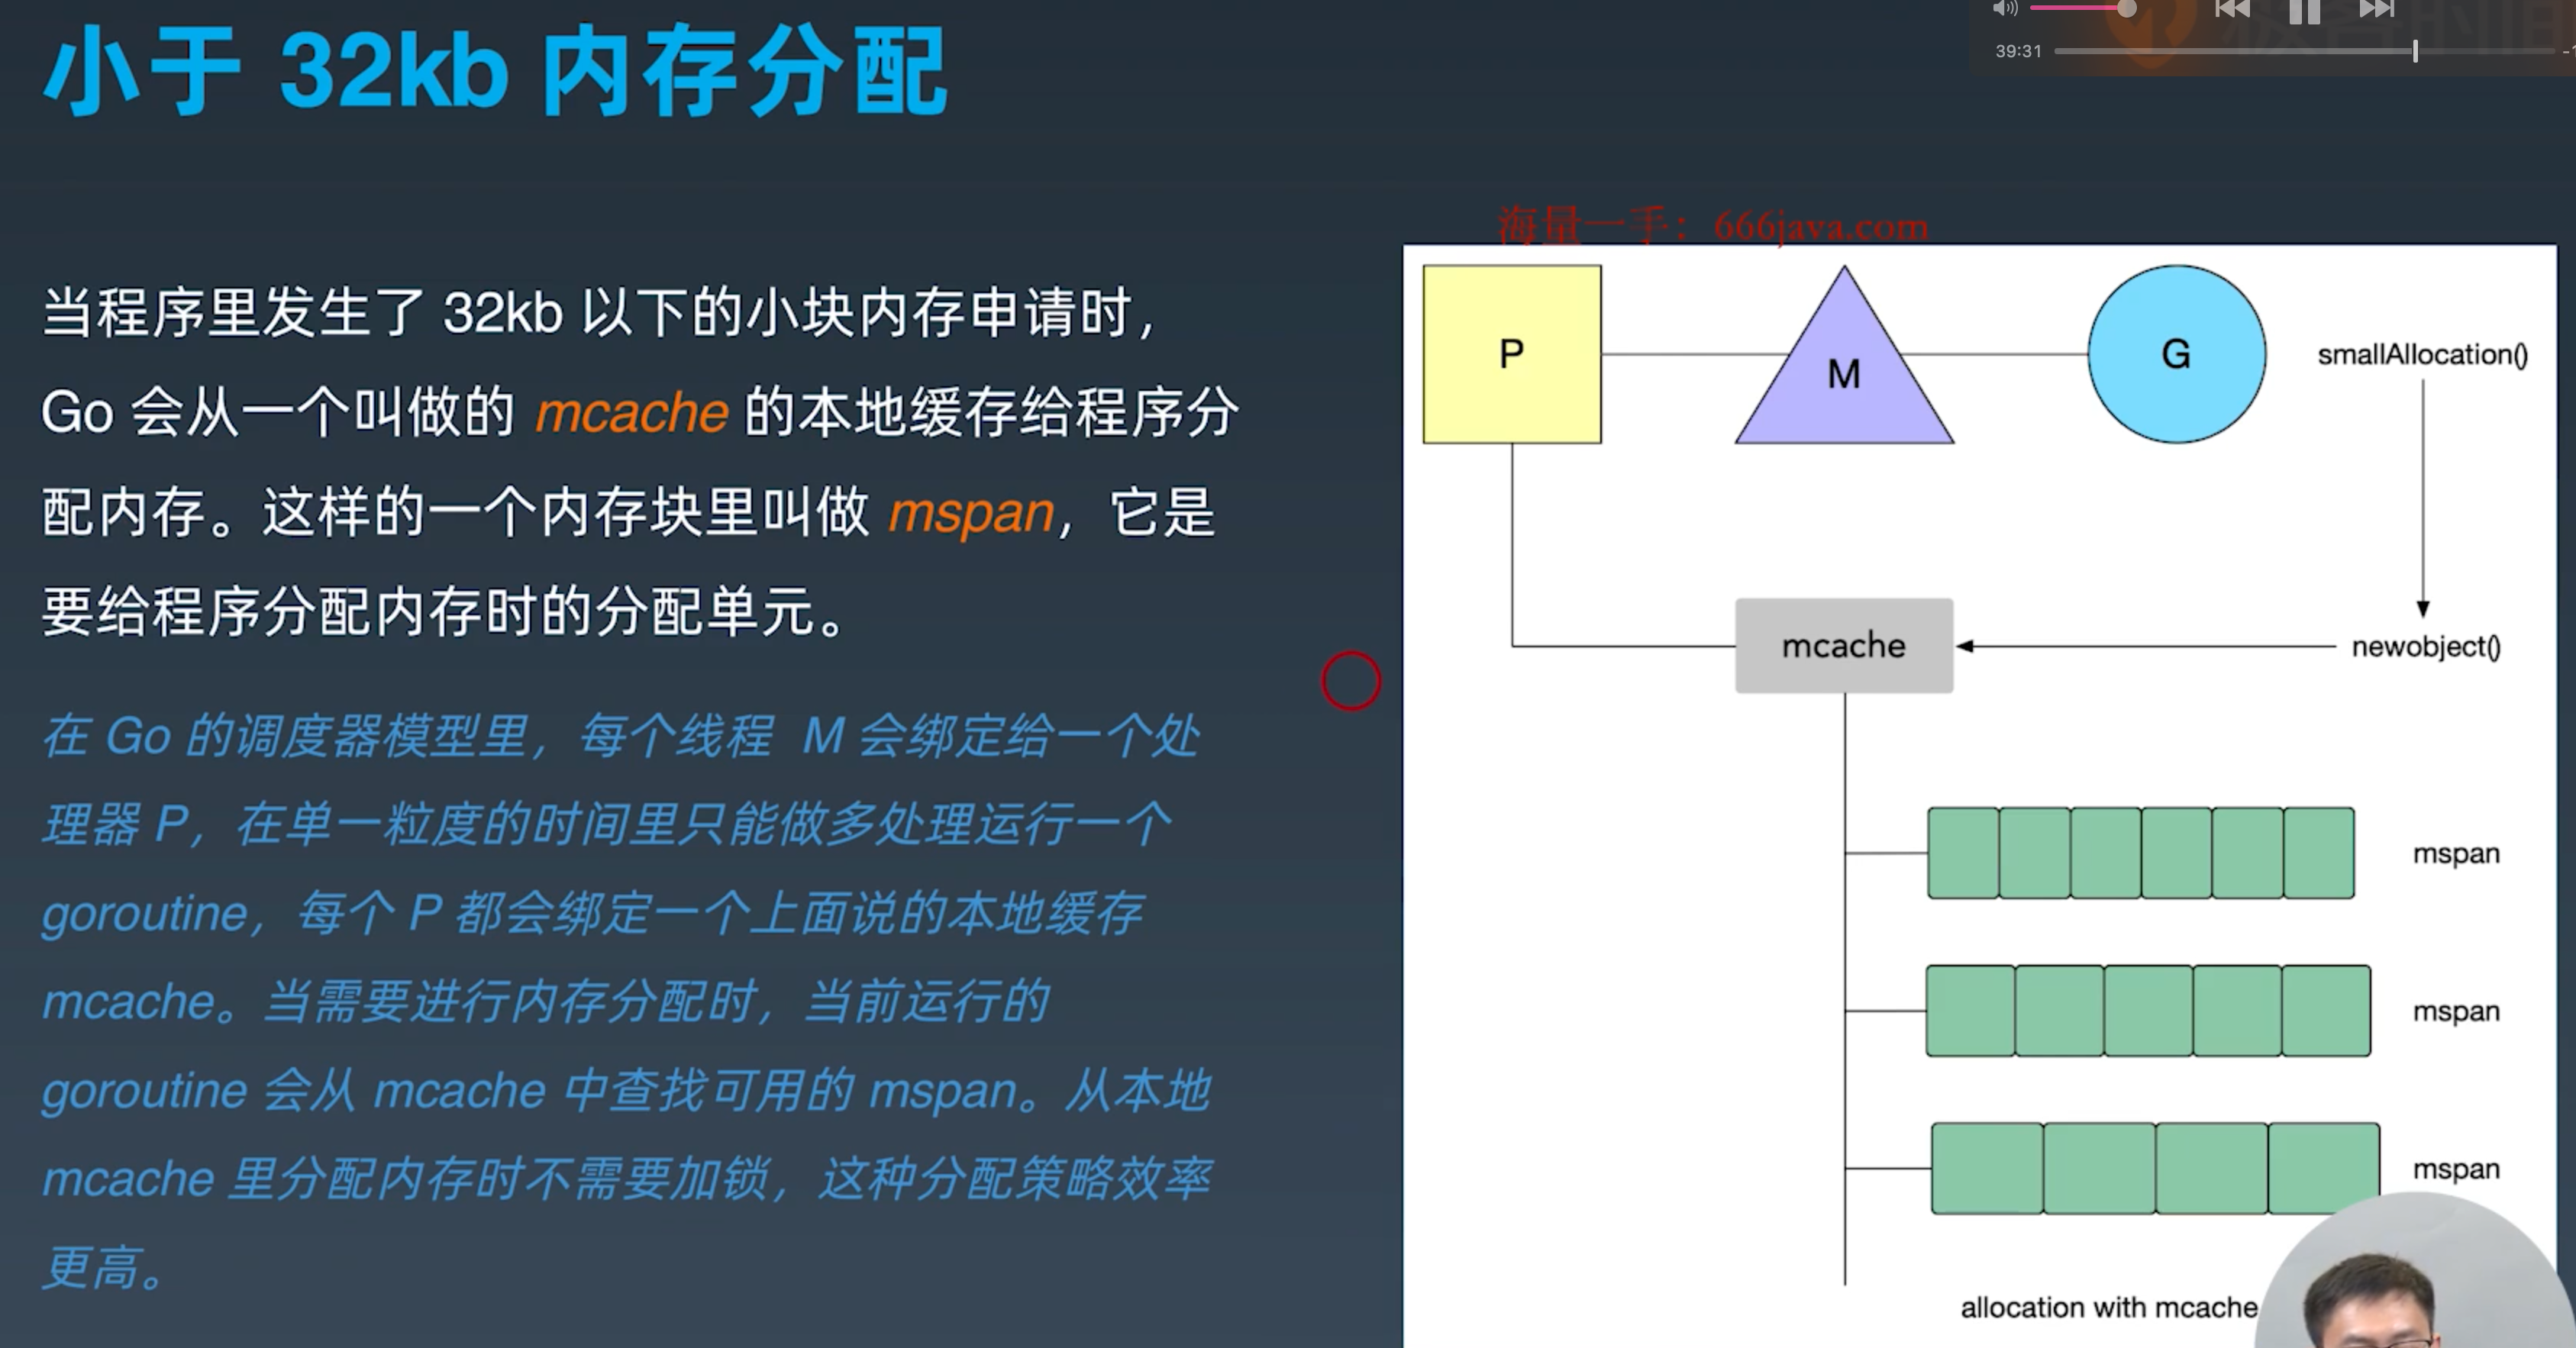 小于 32kb 内存分配
39:31
海量一手：666java.com
当程序里发生了 32kb 以下的小块内存申请时，
Go 会从一个叫做的 mcache 的本地缓存给程序分
配内存。这样的一个内存块里叫做 mspan，它是
要给程序分配内存时的分配单元。
在 Go 的调度器模型里，每个线程 M 会绑定给一个处
理器 P，在单一粒度的时间里只能做多处理运行一个
goroutine，每个 P 都会绑定一个上面说的本地缓存
mcache。当需要进行内存分配时，当前运行的
goroutine 会从 mcache 中查找可用的 mspan。从本地
mcache 里分配内存时不需要加锁，这种分配策略效率
更高。
P
M
G
smallAllocation()
mcache
newobject()
mspan
mspan
mspan
allocation with mcache